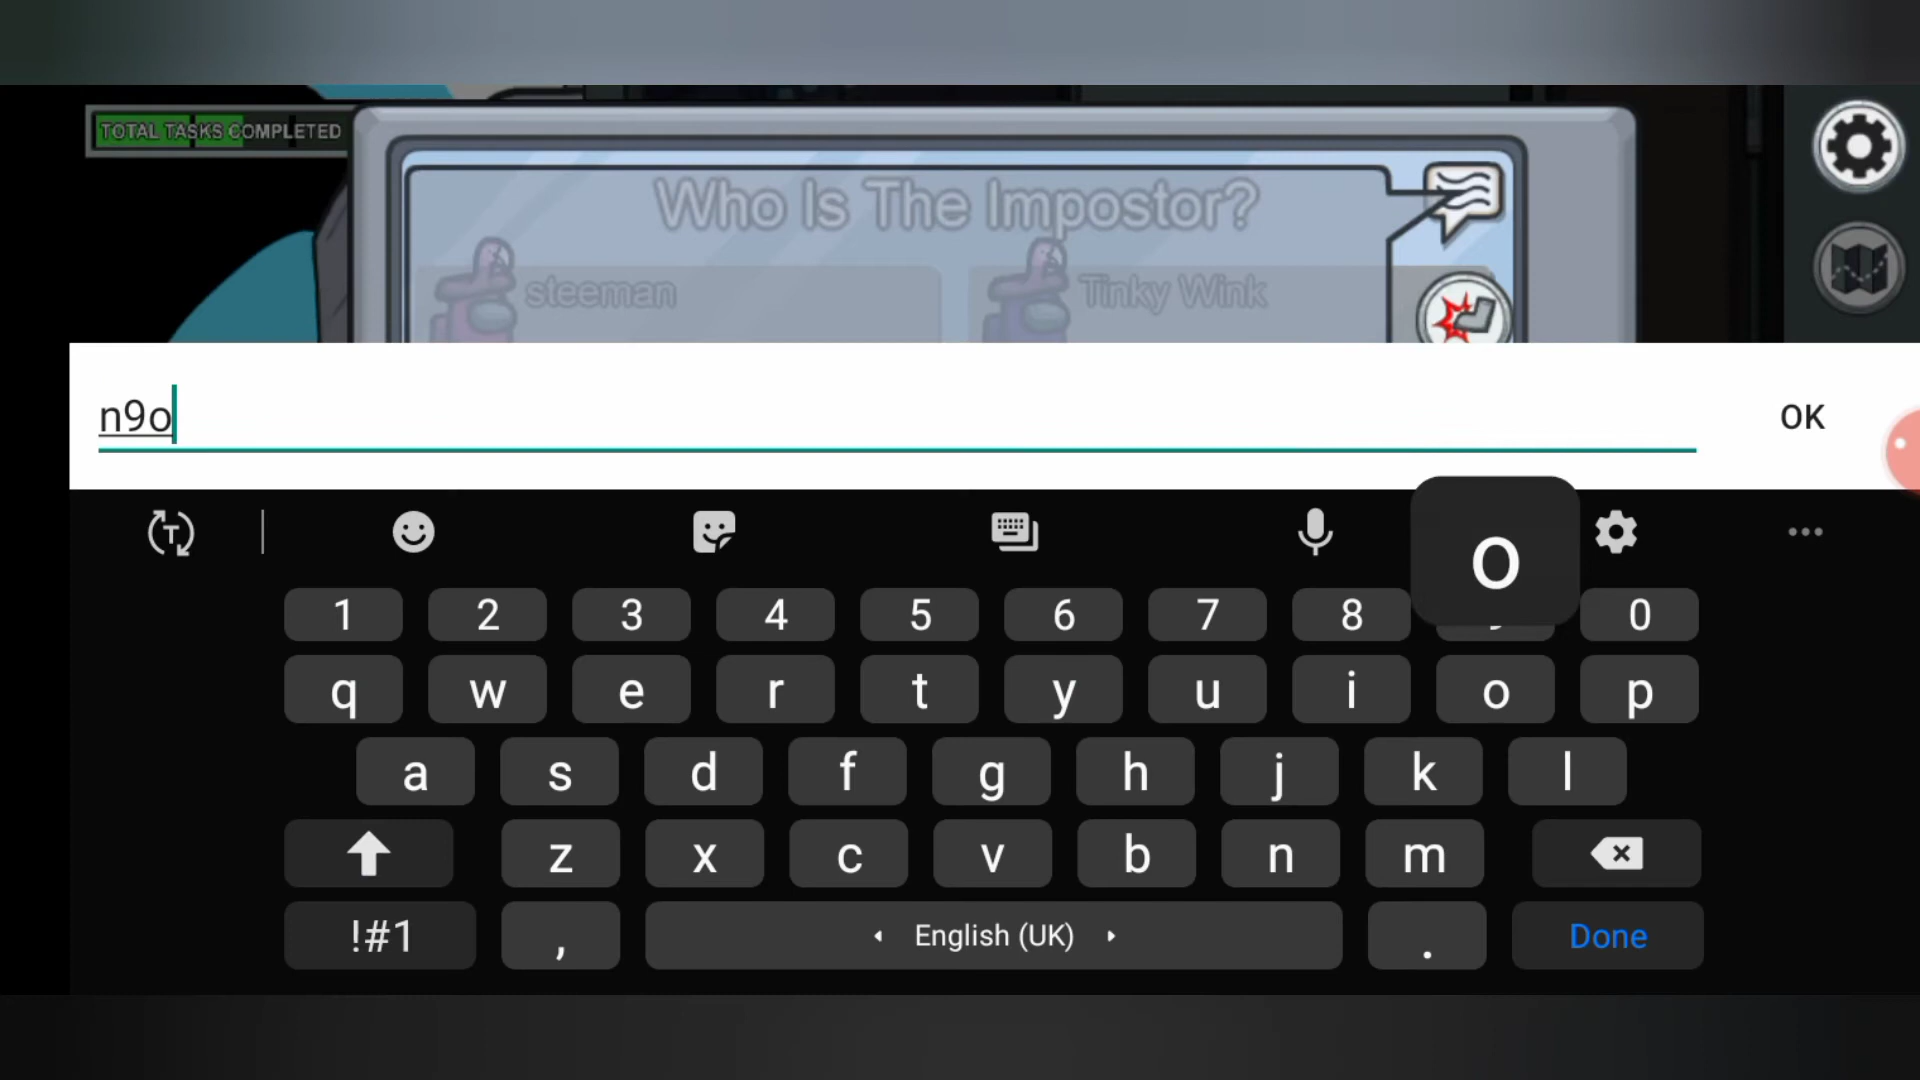 TOTAL TASKS COMPLETED
Who Is The Impostor?
steeman
Tinky Wink
n9o
OK
T
o
1 2 3 4 5 6 7 8 0
q w e r t y u i o p
a s d f g h j k l
z x c v b n m
!#1 , English (UK) . Done